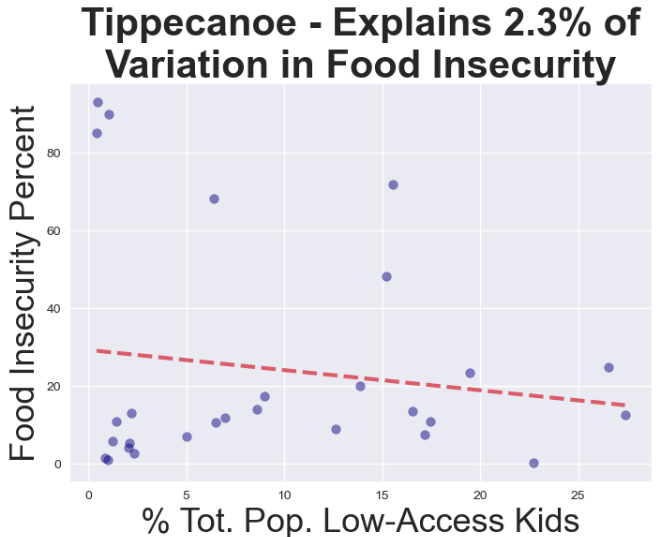 Tippecanoe - Explains 2.3% of
Variation in Food Insecurity
Food Insecurity Percent
80
60
40
20
0
0 5 10 15 20 25
% Tot. Pop. Low-Access Kids